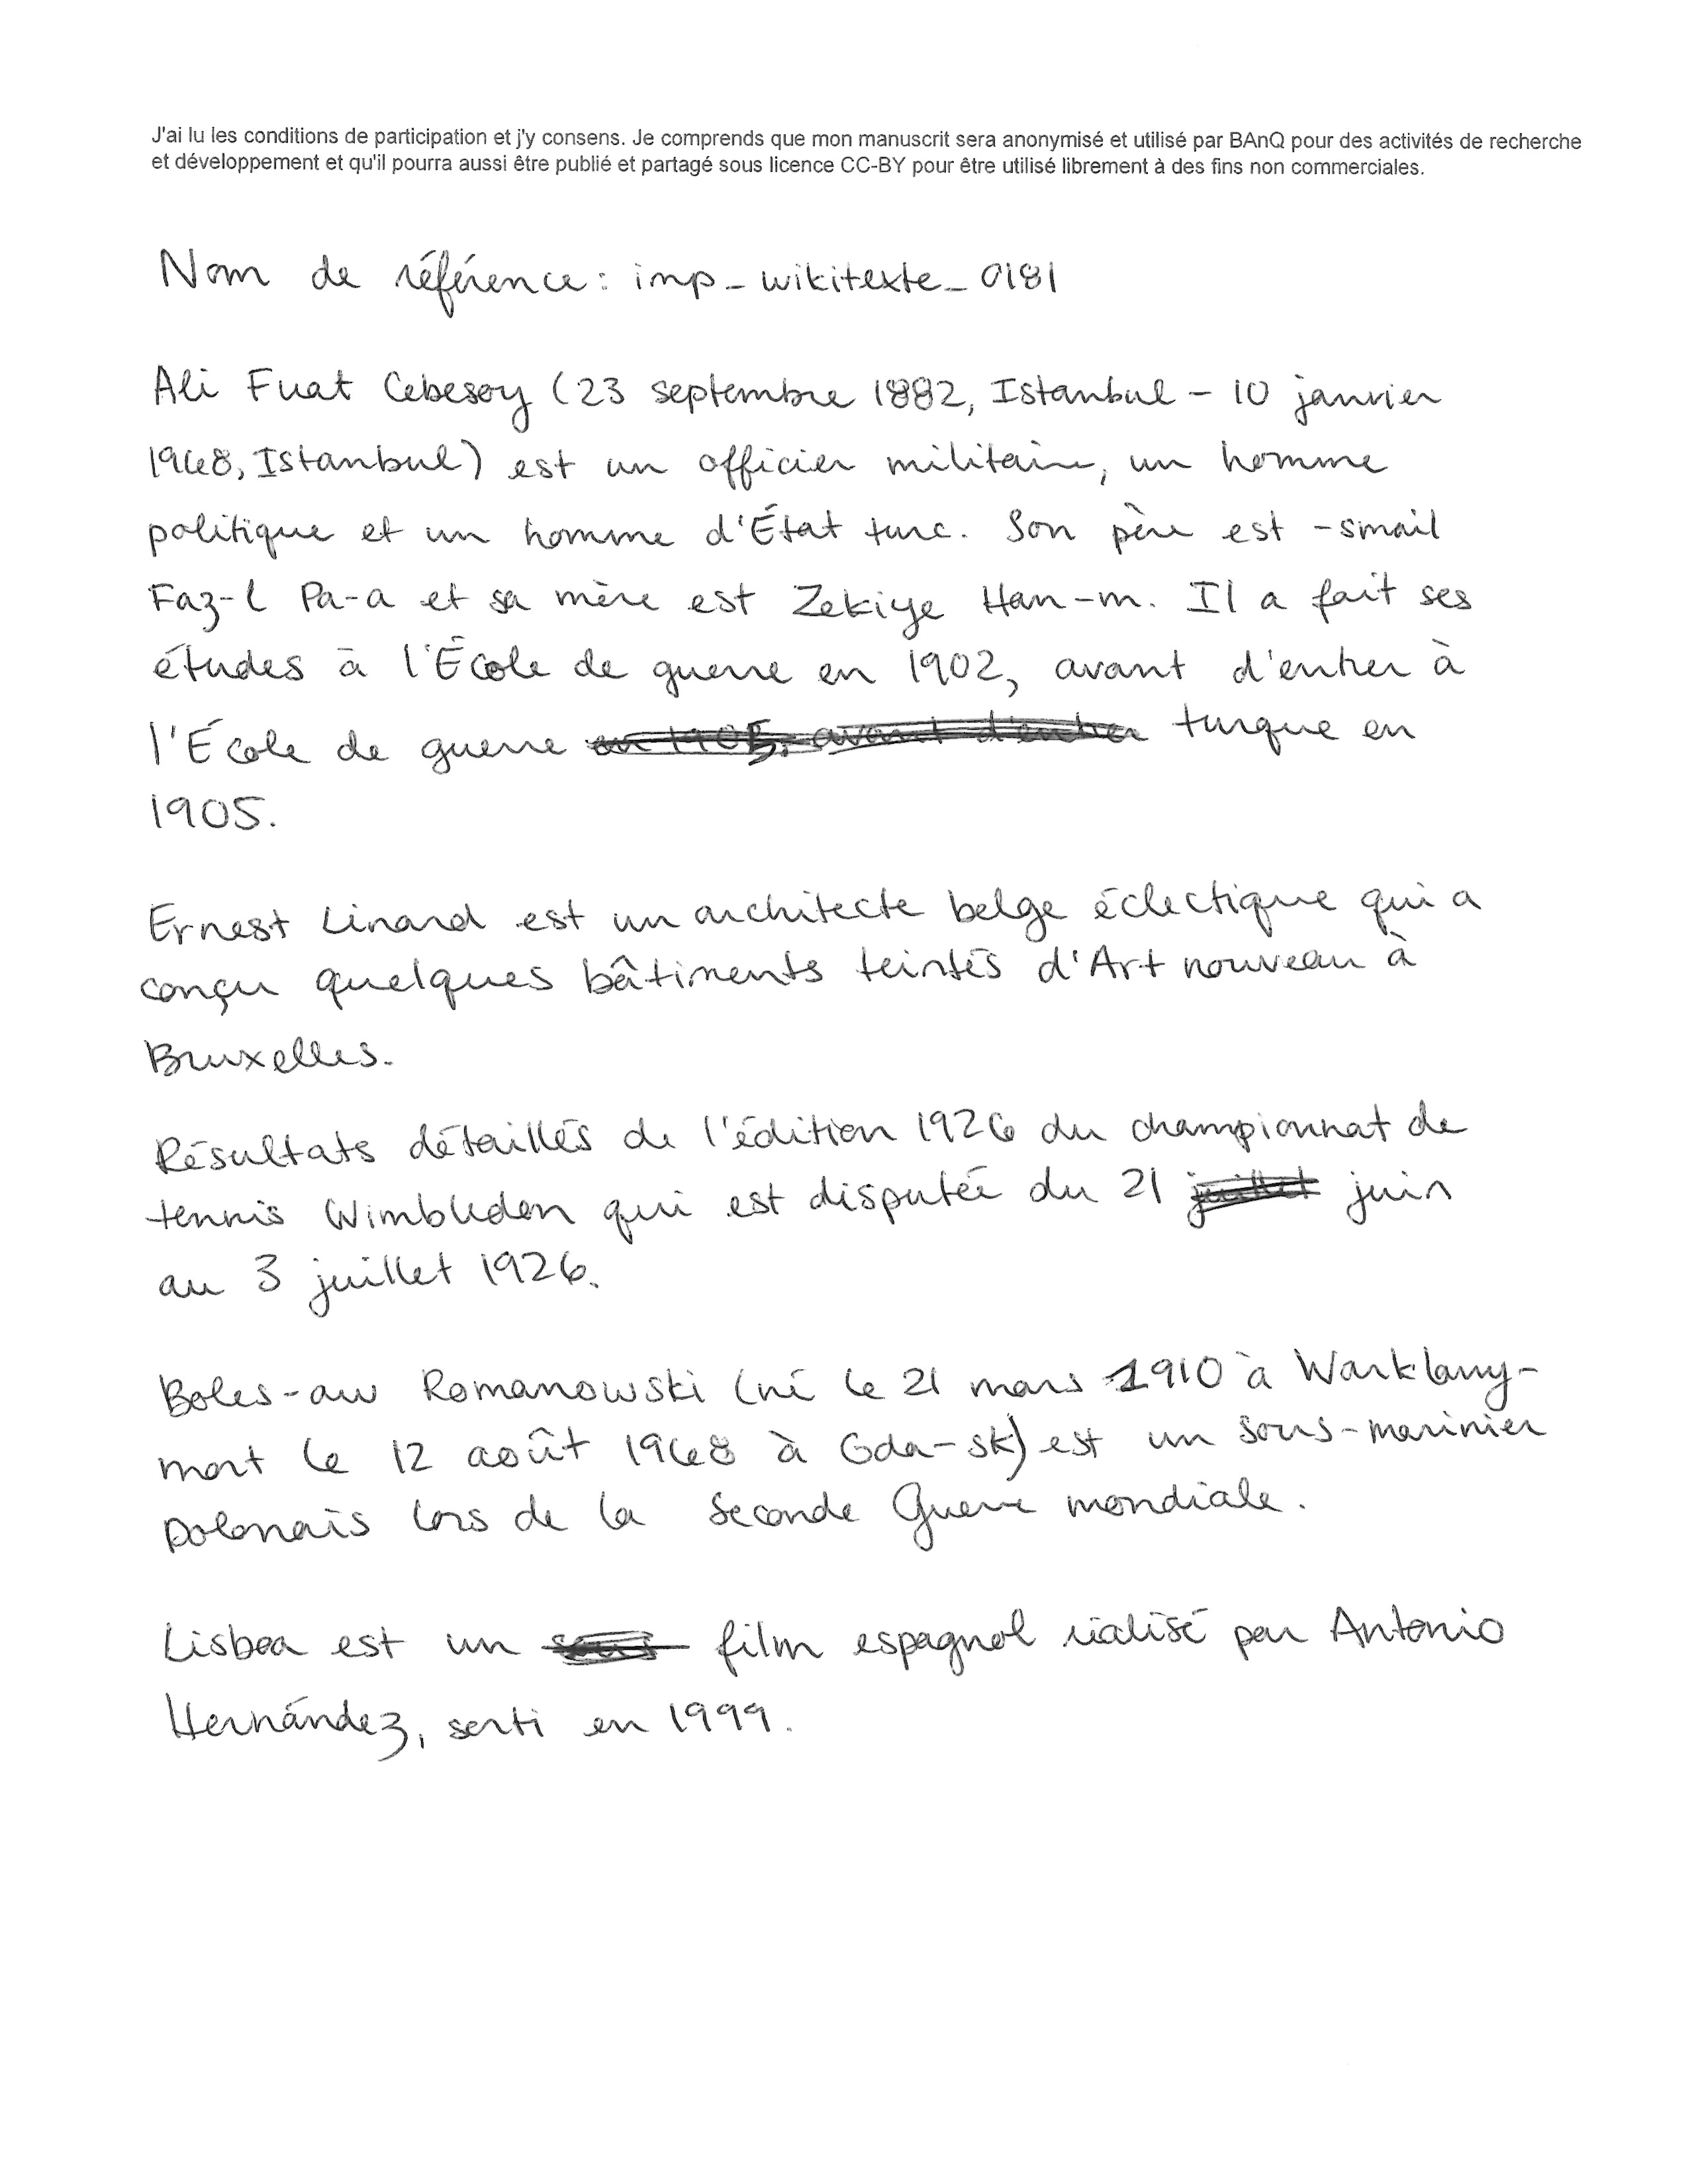 J'ai lu les conditions de participation et j'y consens. Je comprends que mon manuscrit sera anonymisé et utilisé par BAnQ pour des activités de recherche
et développement et qu'il pourra aussi être publié et partagé sous licence CC-BY pour être utilisé librement à des fins non commerciales.
Nom de référence : imp_wikitexte_0181
Ali Fuat Cebesoy (23 septembre 1882, Istanbul - 10 janvier
1968, Istanbul) est un officier militaire, un homme
politique et un homme d'État turc. Son père est -smail
Faz-l Pa-a et sa mère est Zekiye Han-m. Il a fait ses
études à l'École de guerre en 1902, avant d'entrer à
l'École de guerre en 1905, avant d'entrer turque en
1905.
Ernest Linard est un architecte belge éclectique qui a
conçu quelques bâtiments teintés d'Art nouveau à
Bruxelles.
Résultats détaillés de l'édition 1926 du championnat de
tennis Wimbledon qui est disputée du 21 juillet juin
au 3 juillet 1926.
Boles-aw Romanowski (né le 21 mars 1910 à Warklany-
mort le 12 août 1968 à Gda-sk) est un sous-marinier
polonais lors de la Seconde Guerre mondiale.
Lisboa est un film espagnol réalisé par Antonio
Hernández, sorti en 1999.